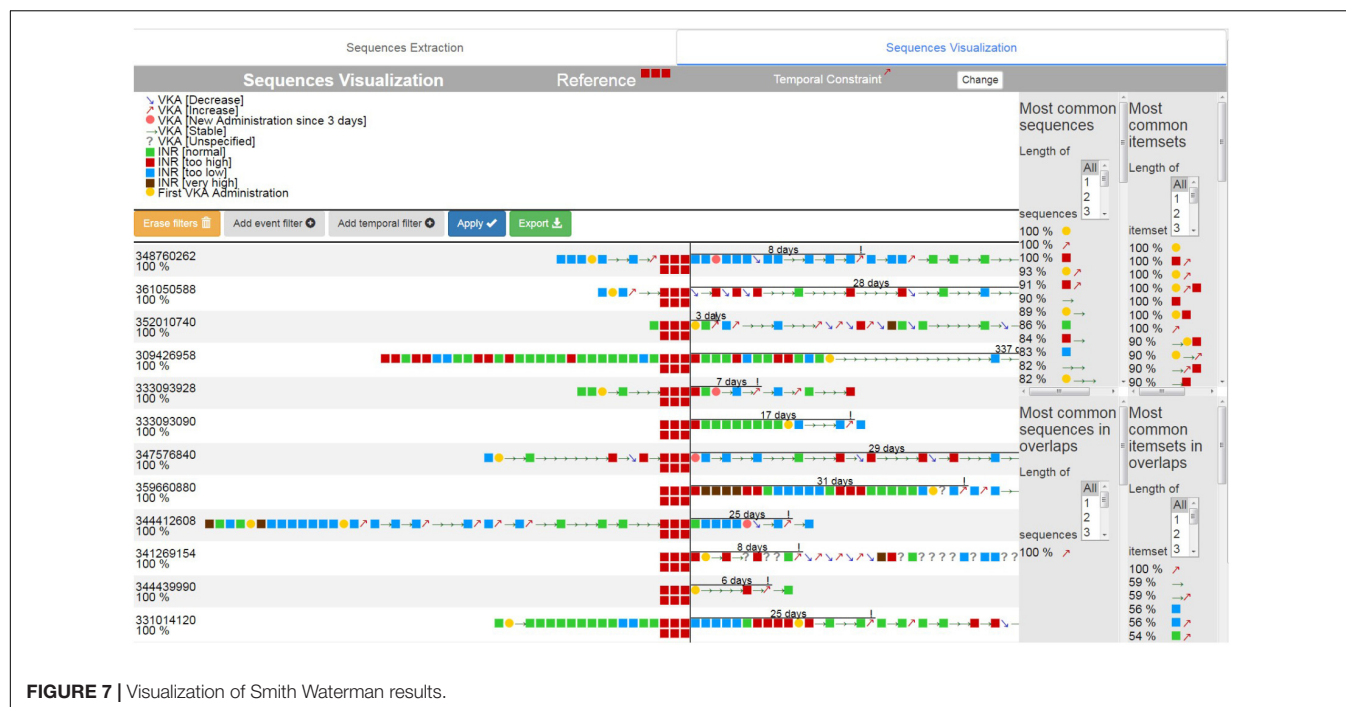 Sequences Extraction
Sequences Visualization
Sequences Visualization
Reference
Temporal Constraint
Change
VKA [Decrease]
VKA [Increase]
VKA [New Administration since 3 days]
VKA [Stable]
? VKA [Unspecified]
INR [normal]
INR [too high]
INR [too low]
INR [very high]
First VKA Administration
Erase filters
Add event filter
Add temporal filter
Apply
Export
348760262
100 %
8 days
!
361050588
100 %
28 days
352010740
100 %
3 days
309426958
100 %
337
333093928
100 %
7 days
!
333093090
100 %
17 days
!
347576840
100 %
29 days
359660880
100 %
31 days
!
?
344412608
100 %
25 days
!
341269154
100 %
8 days
!
344439990
100 %
6 days
!
331014120
100 %
25 days
!
Most common
sequences
Length of
All
1
2
3
sequences
100 %
100 %
100 %
93 %
91 %
90 %
89 %
86 %
84 %
83 %
82 %
82 %
Most
common
itemsets
Length of
All
1
2
3
itemset
100 %
100 %
100 %
100 %
100 %
100 %
100 %
90 %
90 %
90 %
90 %
Most common
sequences in
overlaps
Length of
All
1
2
3
sequences
100 %
Most
common
itemsets in
overlaps
Length of
All
1
2
3
itemset
100 %
59 %
59 %
56 %
56 %
54 %
FIGURE 7 | Visualization of Smith Waterman results.